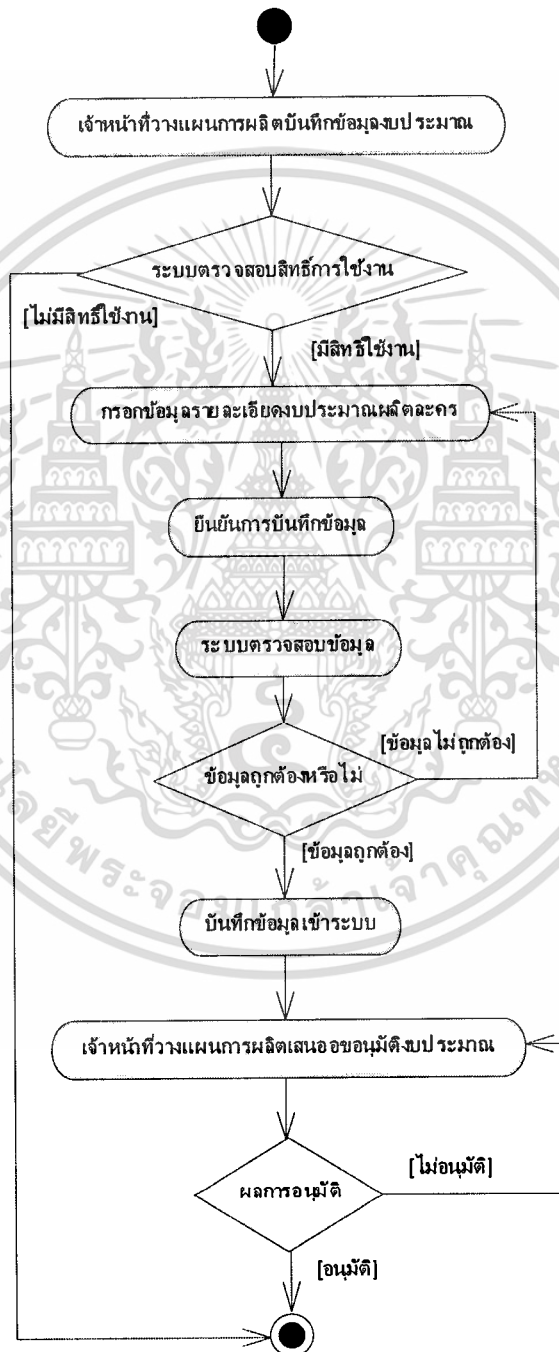 เจ้าหน้าที่วางแผนการผลิตบันทึกข้อมูลงบประมาณ
ระบบตรวจสอบสิทธิ์การใช้งาน
[ไม่มีสิทธิ์ใช้งาน]
[มีสิทธิ์ใช้งาน]
กรอกข้อมูลรายละเอียดงบประมาณผลิตละคร
ยืนยันการบันทึกข้อมูล
ระบบตรวจสอบข้อมูล
[ข้อมูลไม่ถูกต้อง]
ข้อมูลถูกต้องหรือไม่
[ข้อมูลถูกต้อง]
บันทึกข้อมูลเข้าระบบ
เจ้าหน้าที่วางแผนการผลิตเสนอขออนุมัติงบประมาณ
[ไม่อนุมัติ]
ผลการอนุมัติ
[อนุมัติ]